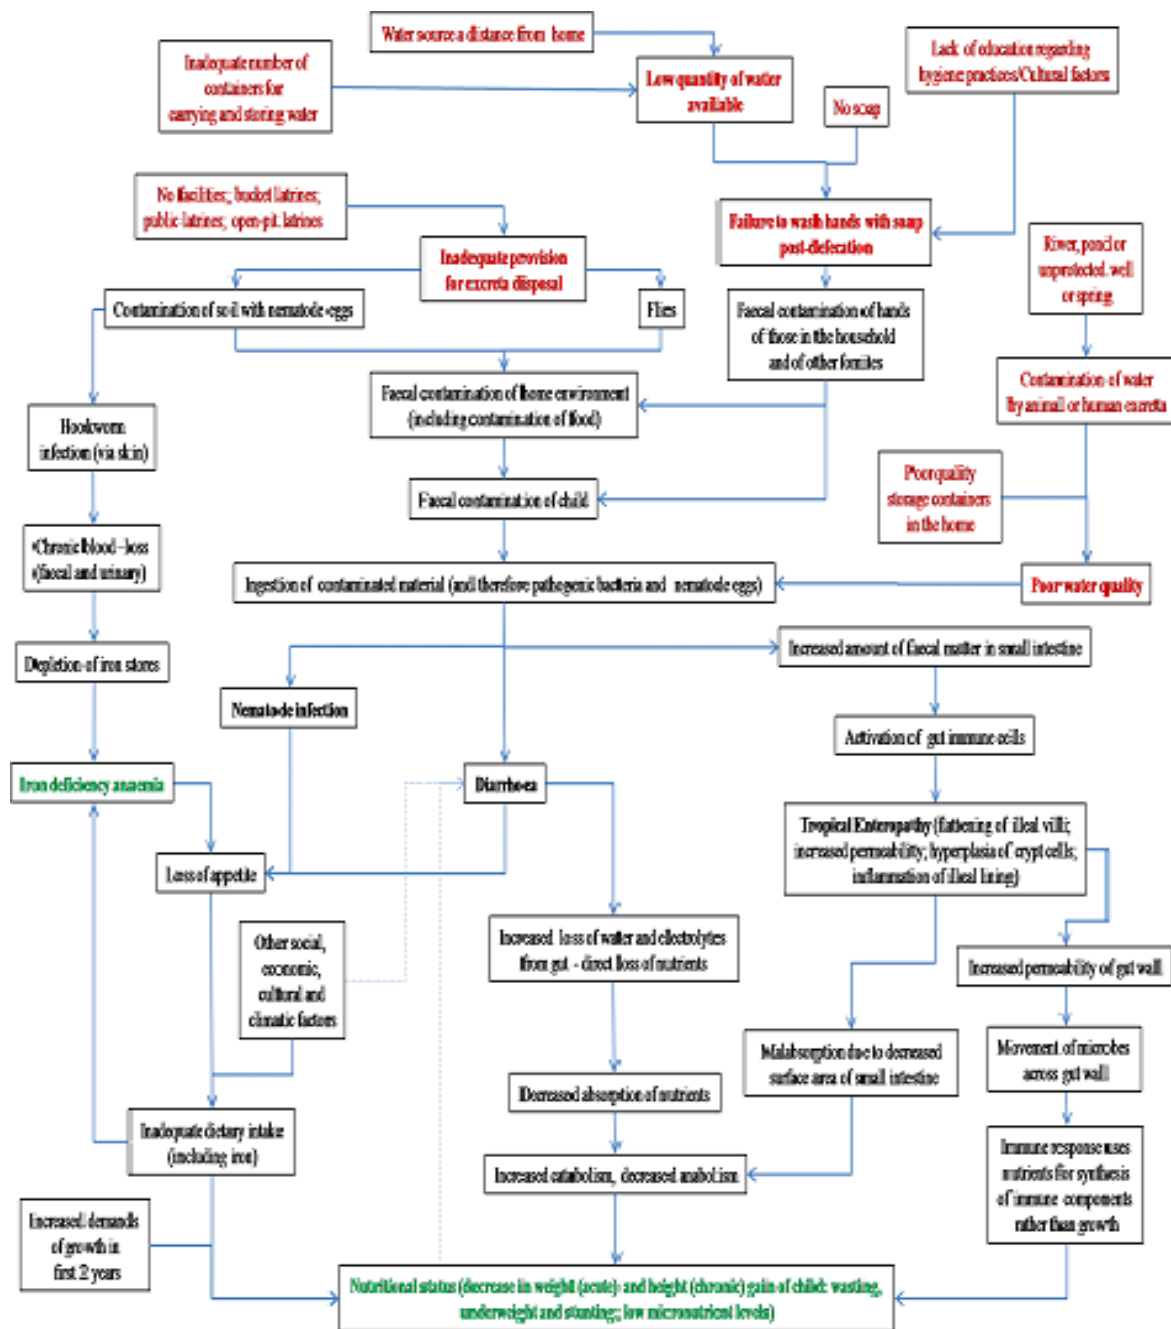 Water source a distance from home
Lack of education regarding
hygiene practices/Cultural factors
Inadequate number of
containers for
carrying and storing water
Low quantity of water
available
No soap
No facilities; bucket latrines;
public latrines; open-pit latrines
Failure to wash hands with soap
post-defecation
River, pond or
unprotected well
or spring
Inadequate provision
for excreta disposal
Contamination of soil with nematode eggs
Flies
Faecal contamination of hands
of those in the household
and of other fomites
Faecal contamination of home environment
(including contamination of food)
Contamination of water
by animal or human excreta
Hookworm
infection (via skin)
Faecal contamination of child
Poor quality
storage containers
in the home
Chronic blood-loss
(faecal and urinary)
Ingestion of contaminated material (and therefore pathogenic bacteria and nematode eggs)
Poor water quality
Depletion of iron stores
Increased amount of faecal matter in small intestine
Nematode infection
Activation of gut immune cells
Iron deficiency anaemia
Diarrhoea
Tropical Enteropathy (flattening of illeal villi;
increased permeability; hyperplasia of crypt cells;
inflammation of illeal lining)
Loss of appetite
Other social,
economic,
cultural and
climatic factors
Increased loss of water and electrolytes
from gut - direct loss of nutrients
Increased permeability of gut wall
Malabsorption due to decreased
surface area of small intestine
Movement of microbes
across gut wall
Decreased absorption of nutrients
Inadequate dietary intake
(including iron)
Increased catabolism, decreased anabolism
Immune response uses
nutrients for synthesis
of immune components
rather than growth
Increased demands
of growth in
first 2 years
Nutritional status (decrease in weight (acute) and height (chronic) gain of child: wasting,
underweight and stunting; low micronutrient levels)